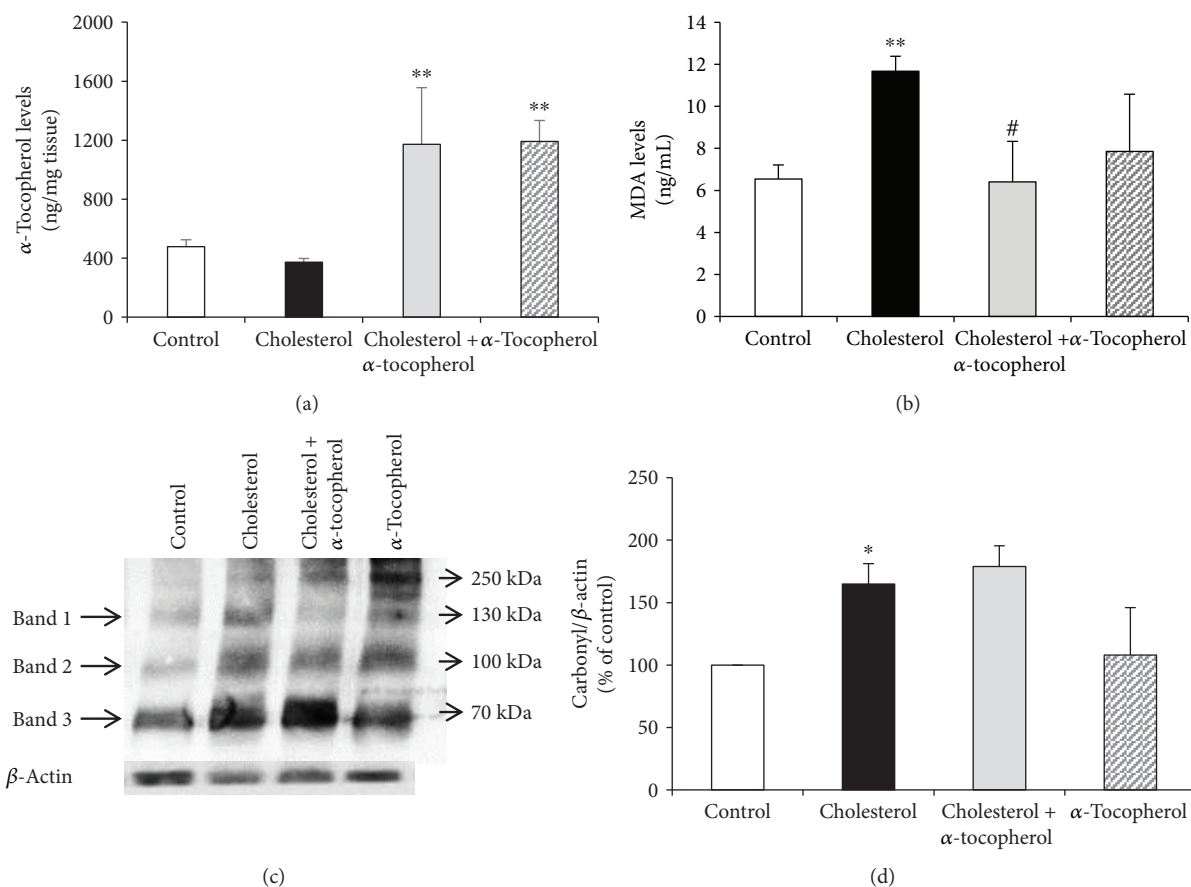 2000
1600
1200
800
400
0
α-Tocopherol levels
(ng/mg tissue)
**
**
Control
Cholesterol
Cholesterol +
α-tocopherol
α-Tocopherol
(a)
14
12
10
8
6
4
2
0
MDA levels
(ng/mL)
**
#
Control
Cholesterol
Cholesterol +
α-tocopherol
α-Tocopherol
(b)
Control
Cholesterol
Cholesterol +
α-tocopherol
α-Tocopherol
250 kDa
Band 1
130 kDa
Band 2
100 kDa
Band 3
70 kDa
β-Actin
(c)
250
200
150
100
50
0
Carbonyl/β-actin
(% of control)
*
Control
Cholesterol
Cholesterol +
α-tocopherol
α-Tocopherol
(d)